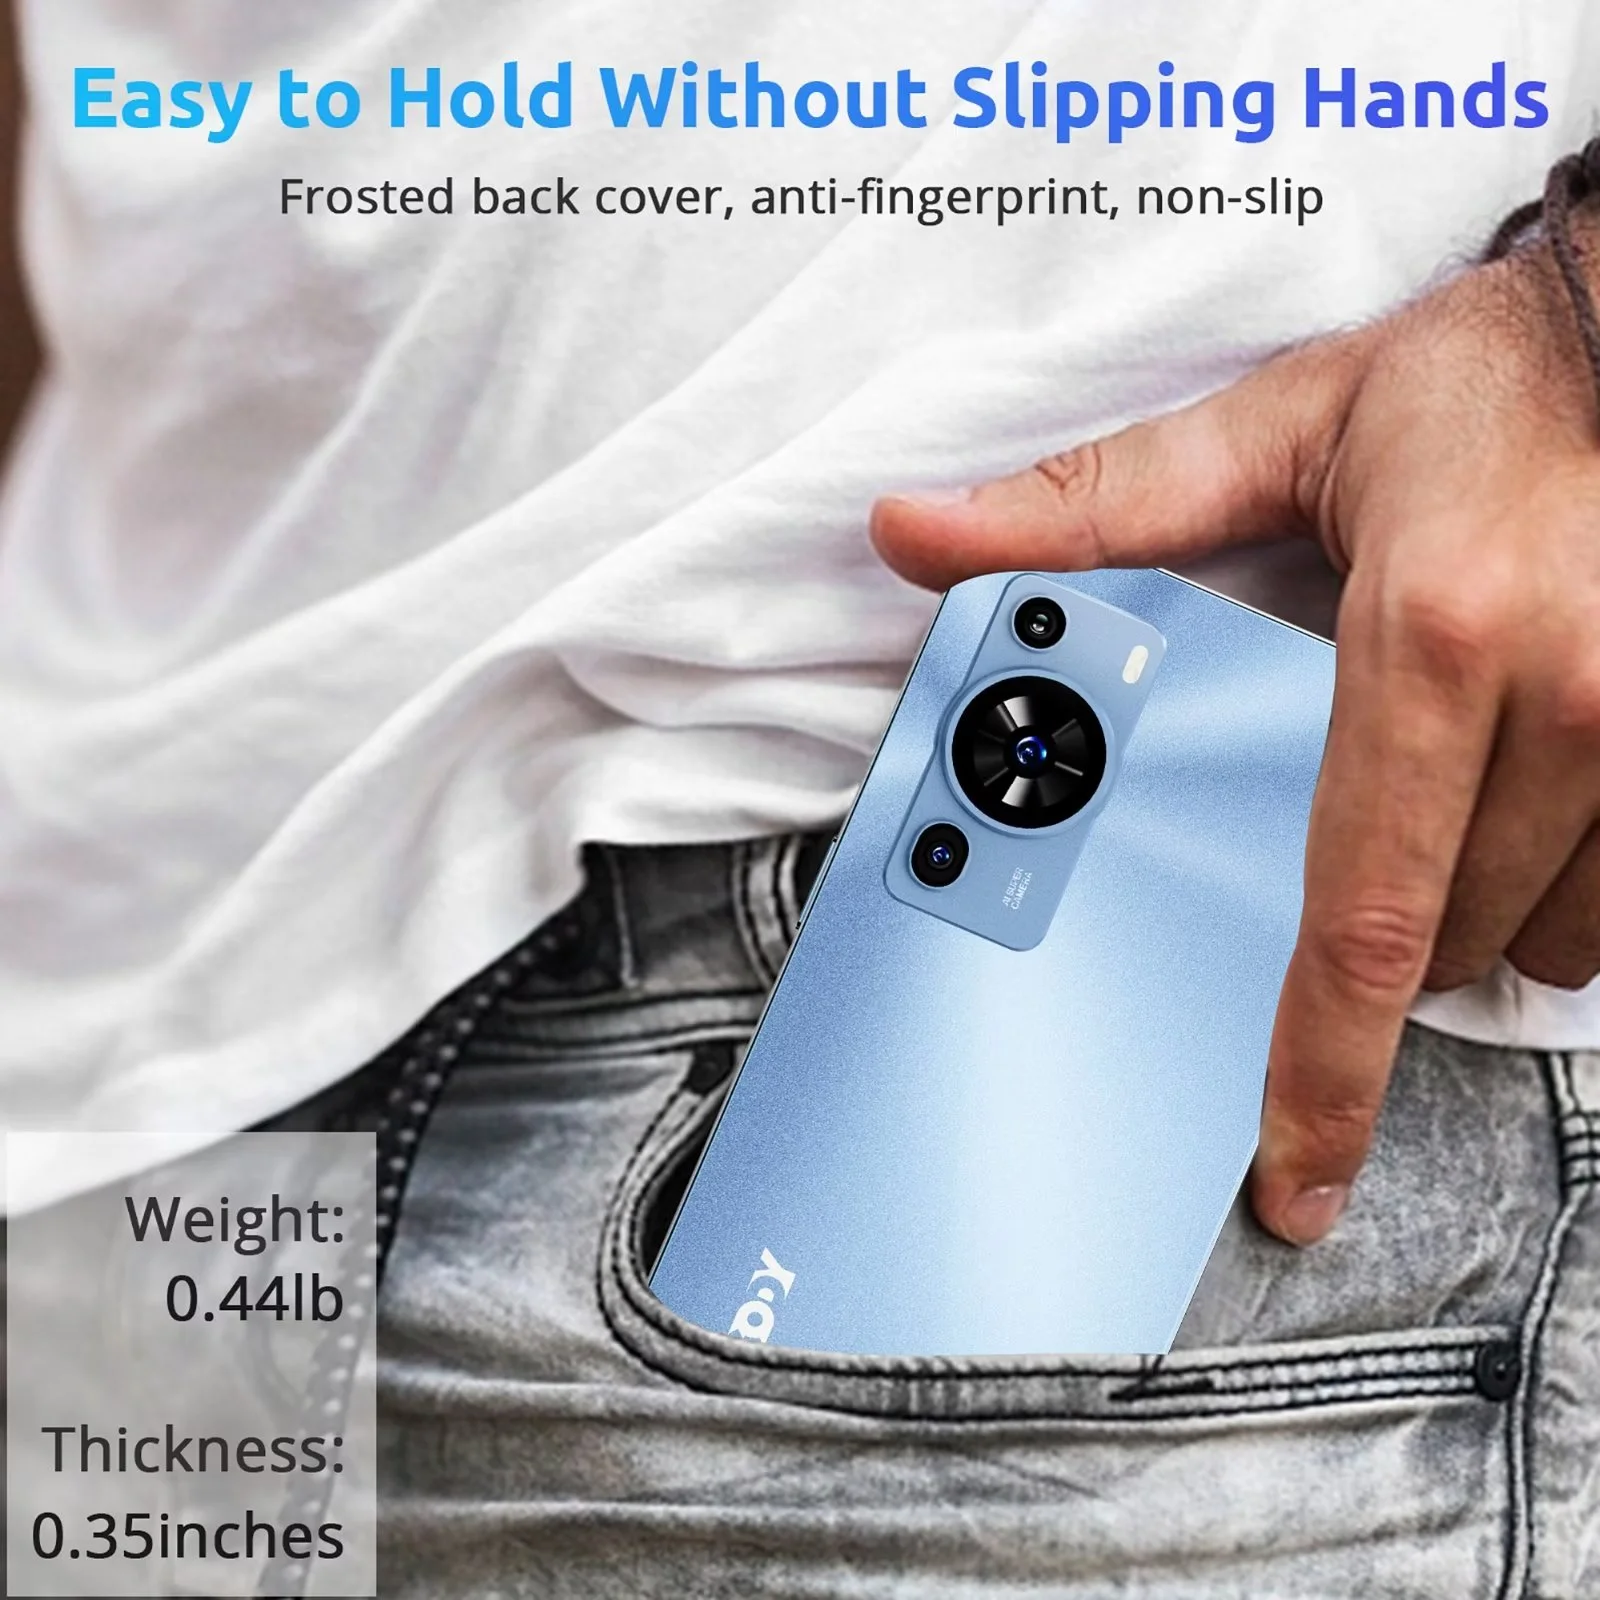 Easy to Hold Without Slipping Hands
Frosted back cover, anti-fingerprint, non-slip
AI SUPER
CAMERA
Weight:
0.44lb
Thickness:
0.35inches